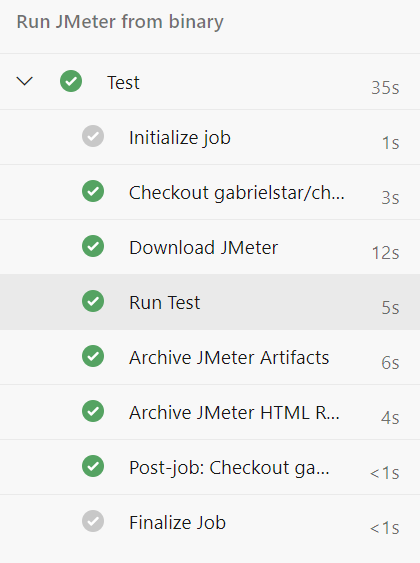 Run JMeter from binary
Test 35s
Initialize job 1s
Checkout gabrielstar/ch... 3s
Download JMeter 12s
Run Test 5s
Archive JMeter Artifacts 6s
Archive JMeter HTML R... 4s
Post-job: Checkout ga... <1s
Finalize Job <1s